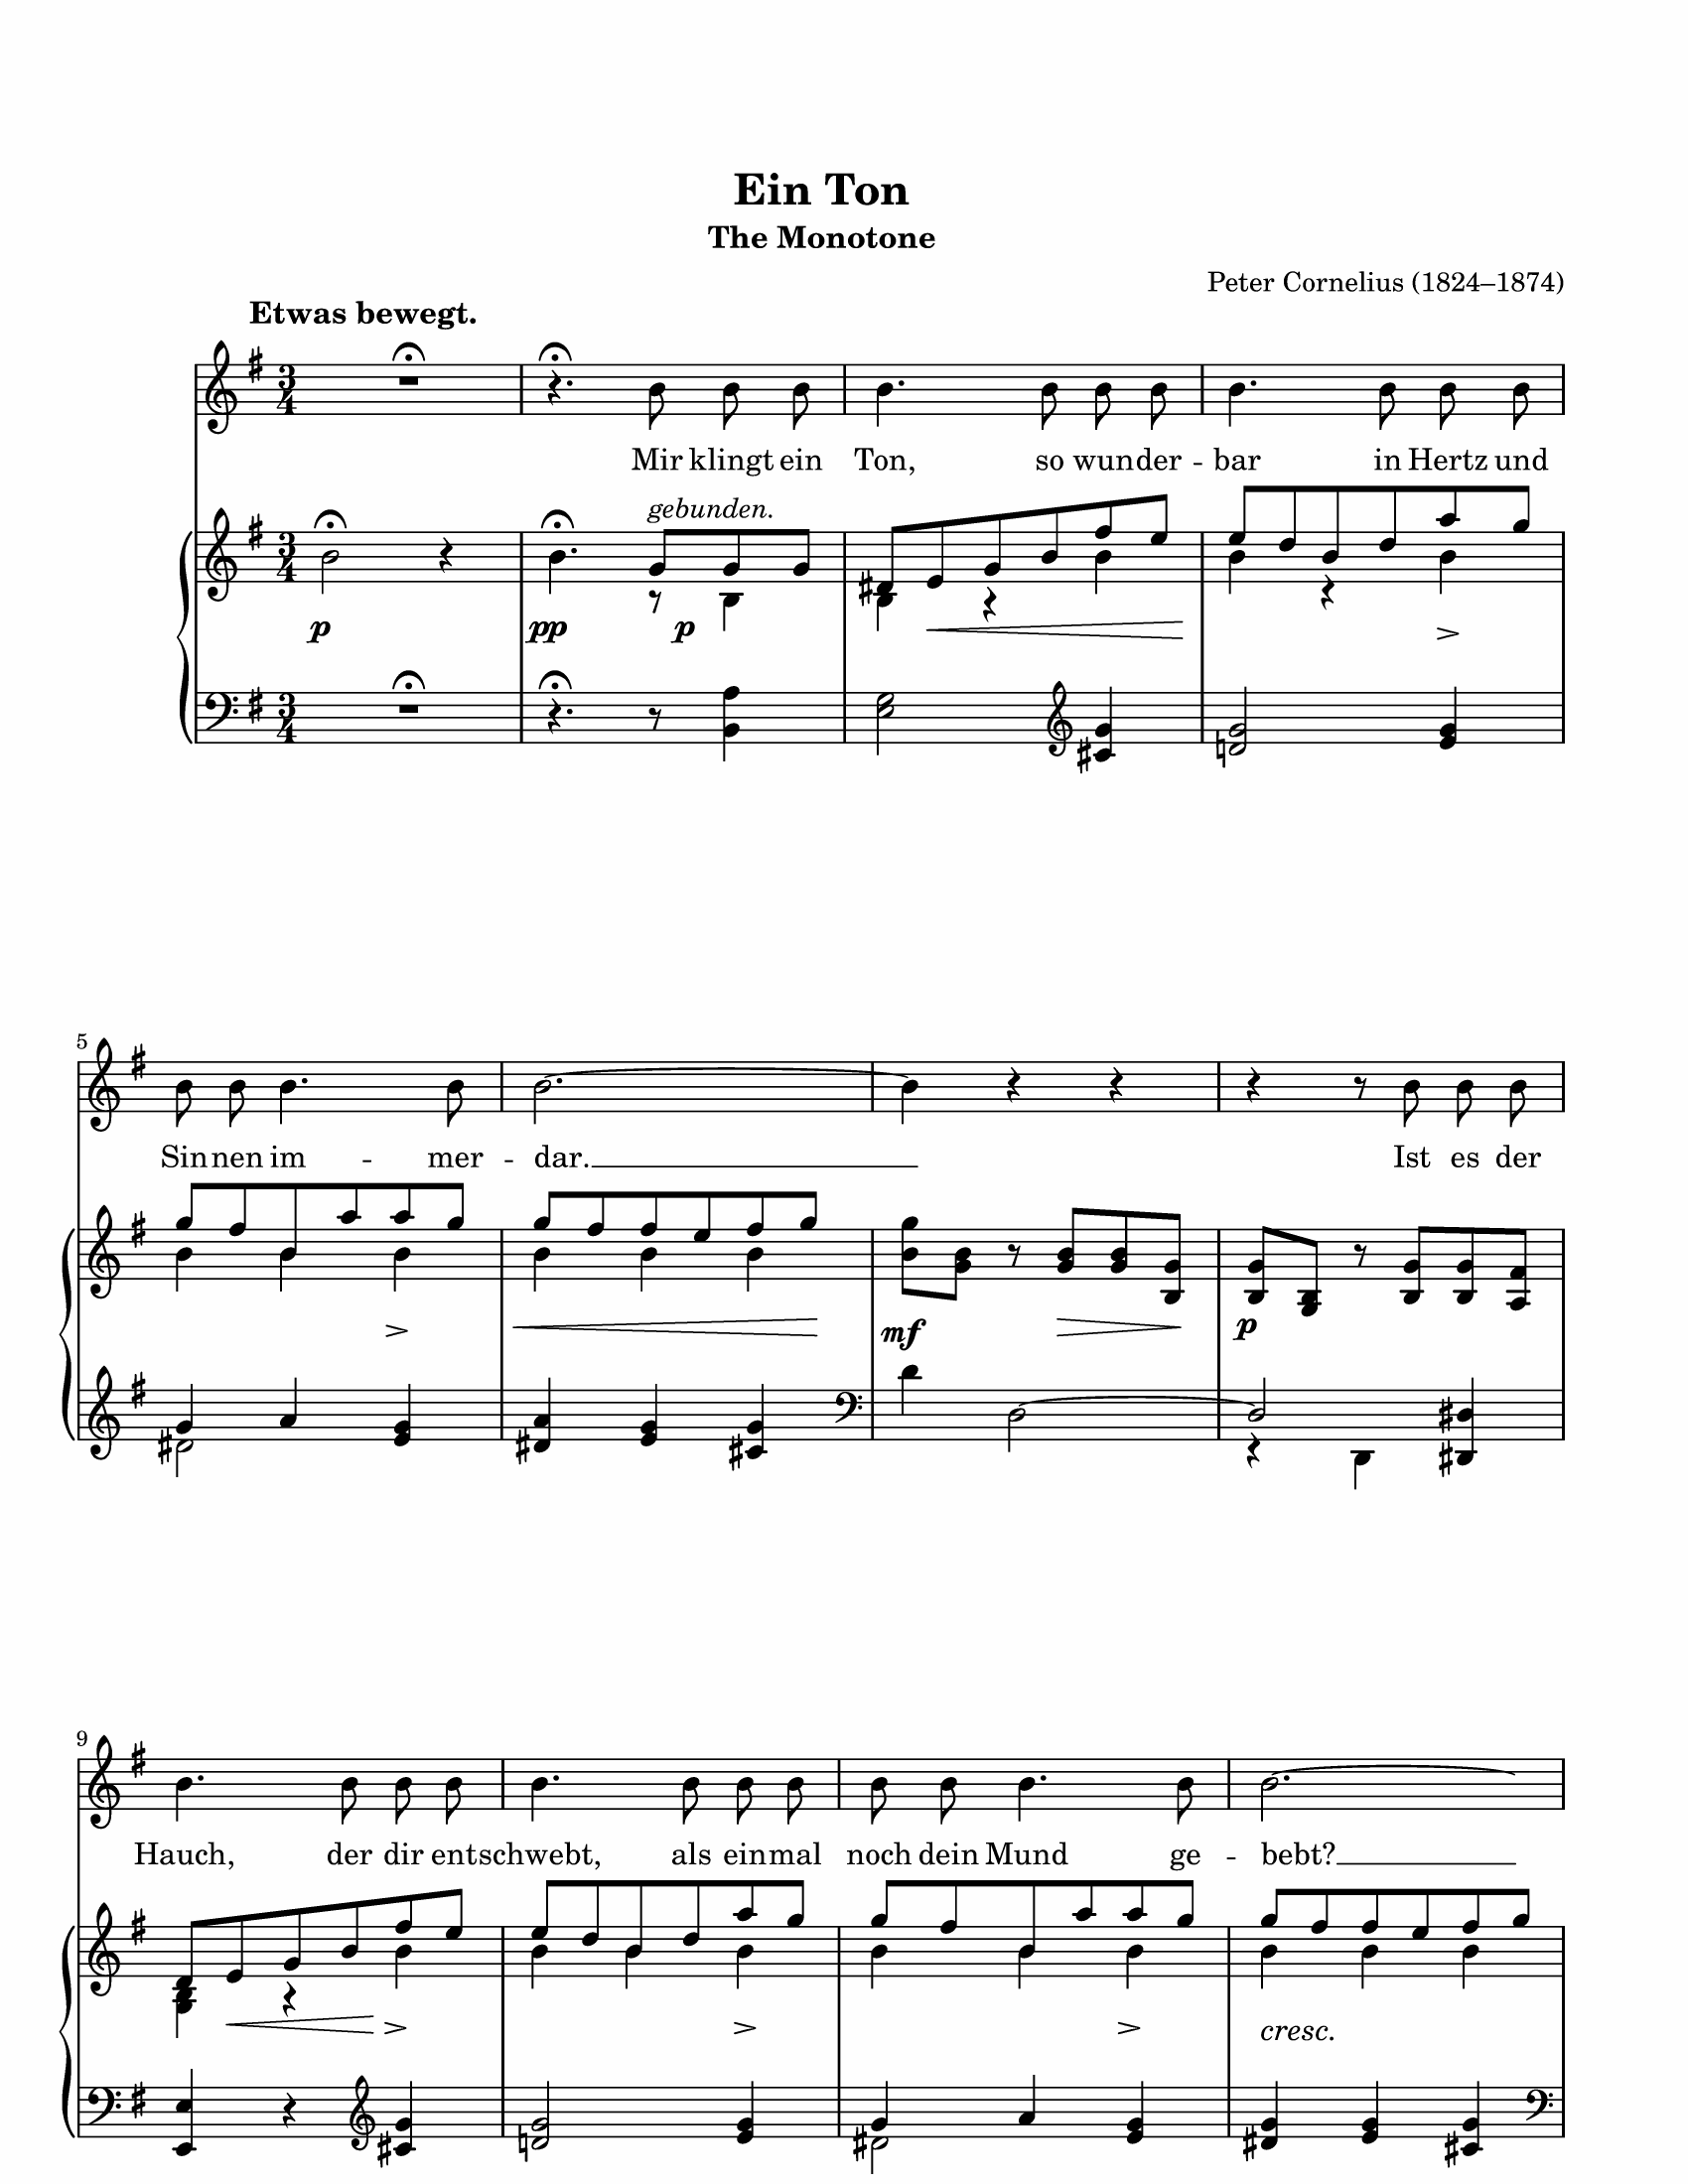 Ein Ton
The Monotone
Peter Cornelius (1824–1874)
Etwas bewegt.
Mir klingt ein Ton, so wunder - bar in Hertz und
gebunden.
p pp p
5
Sinnen im - mer - dar. __ Ist es der
mf p
9
Hauch, der dir entschwebt, als einmal noch dein Mund ge - bebt? __
cresc.